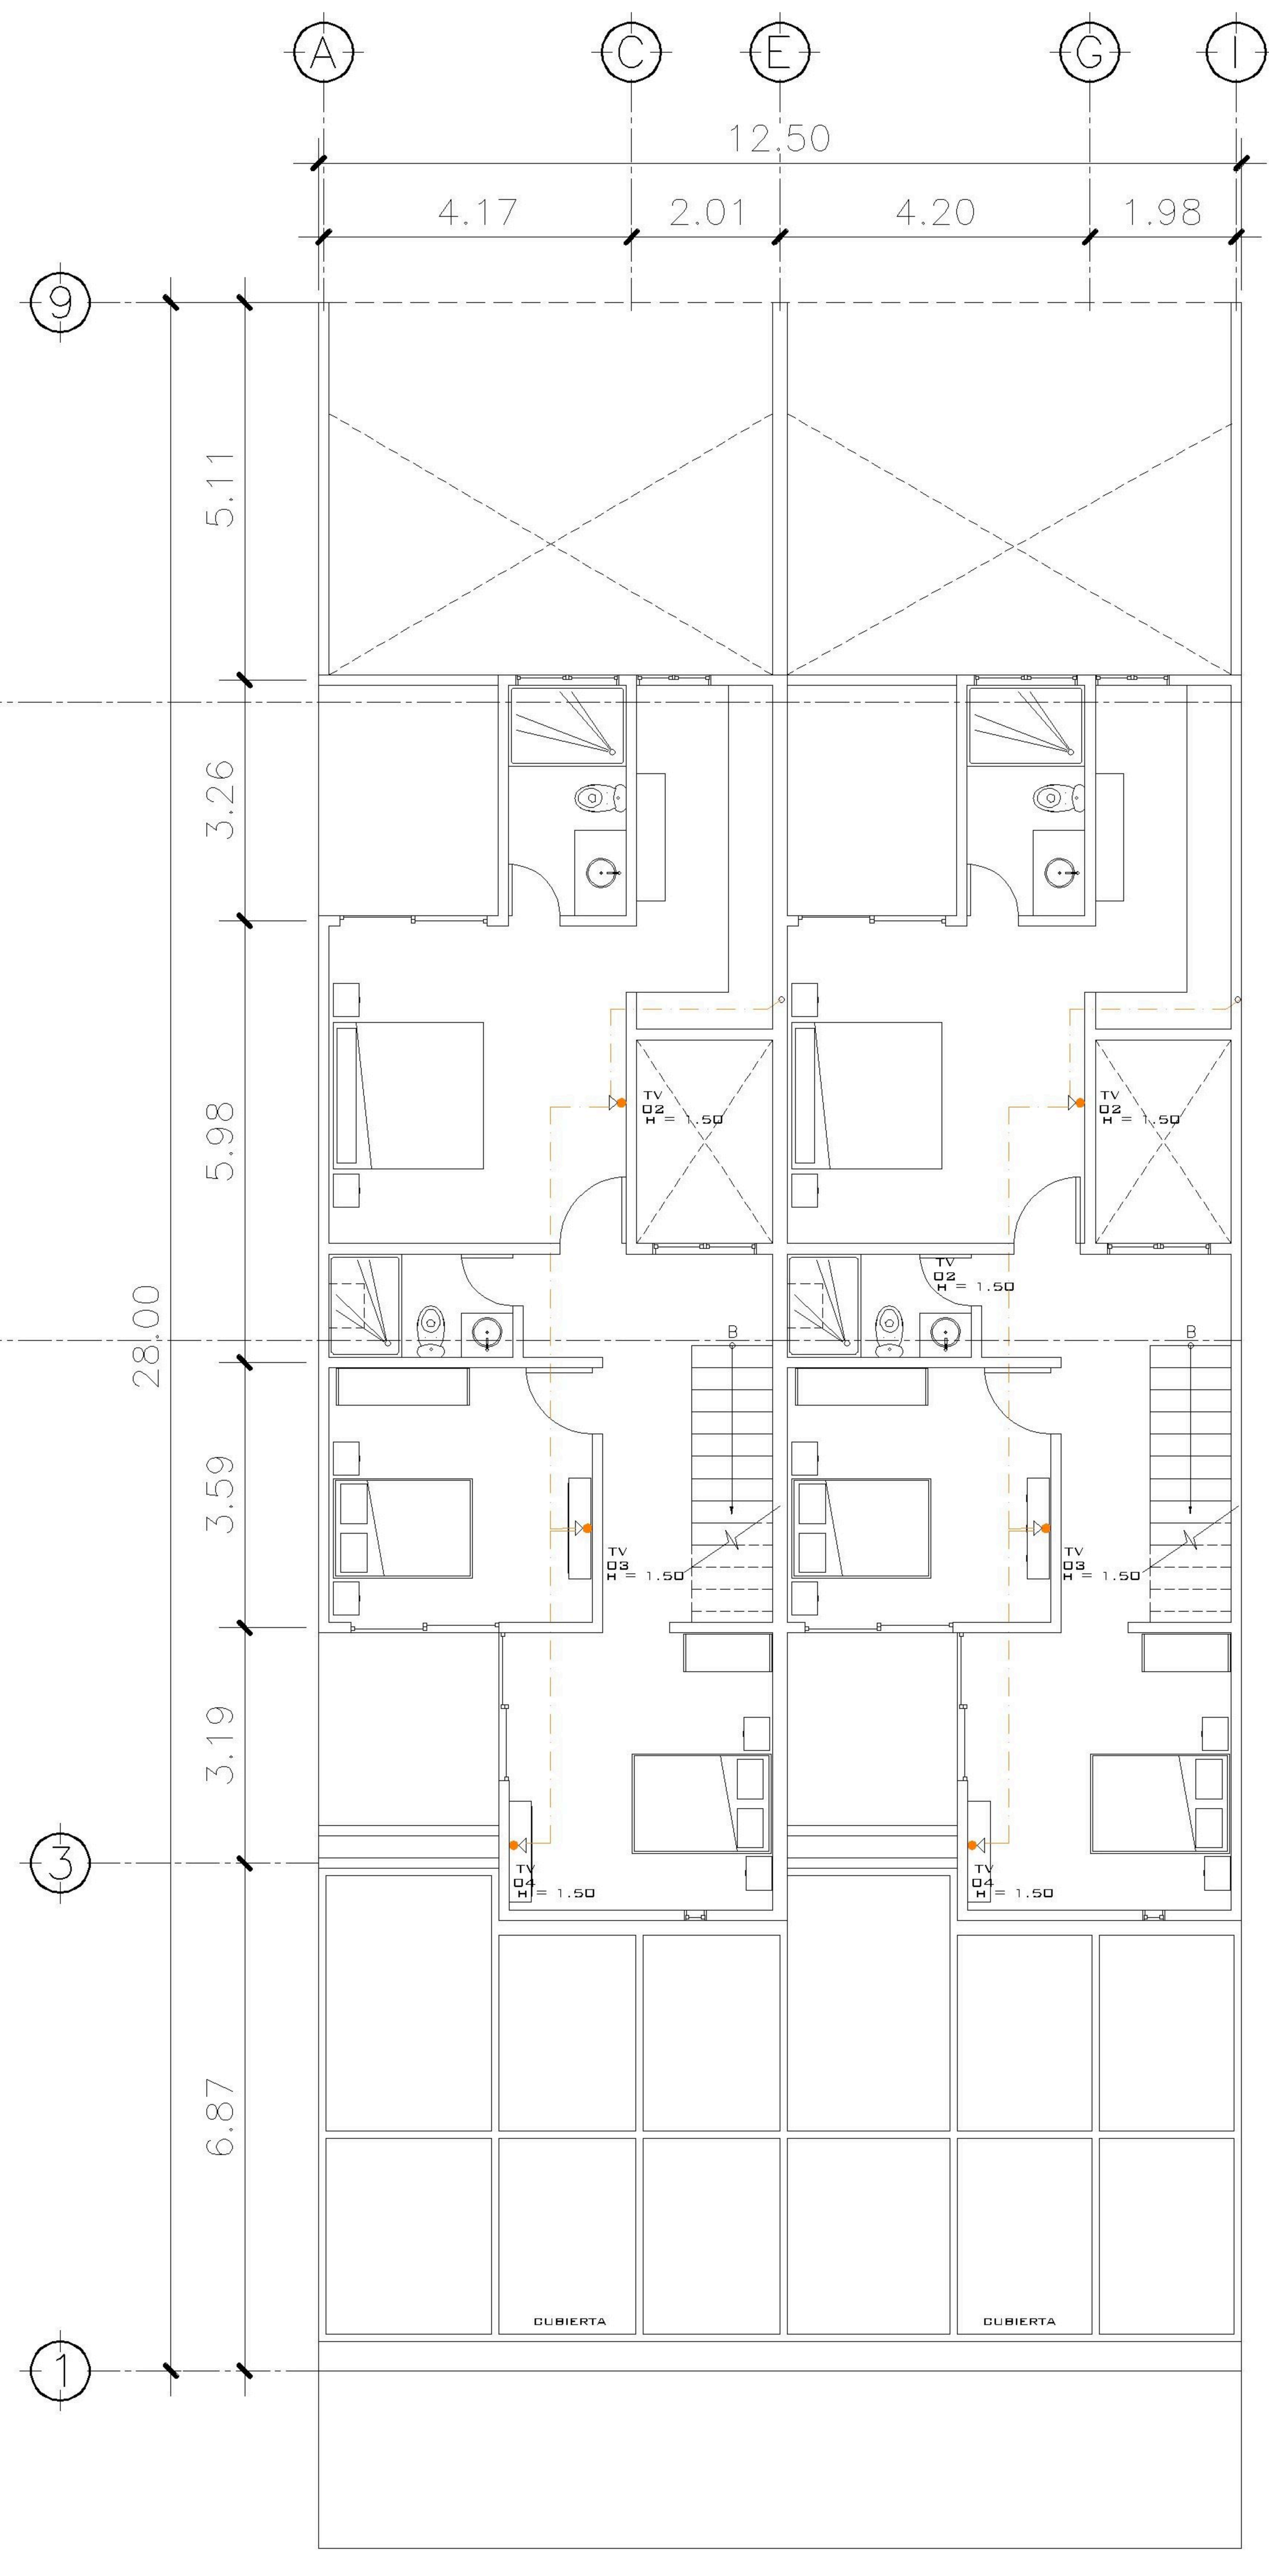 A C E G I
12.50
4.17 2.01 4.20 1.98
9
5.11
3.26
5.98
TV
02
H = 1.50
TV
02
H = 1.50
TV
02
H = 1.50
28.00
B B
3.59
TV
03
H = 1.50
TV
03
H = 1.50
3.19
3
TV
04
H = 1.50
TV
04
H = 1.50
6.87
CUBIERTA CUBIERTA
1